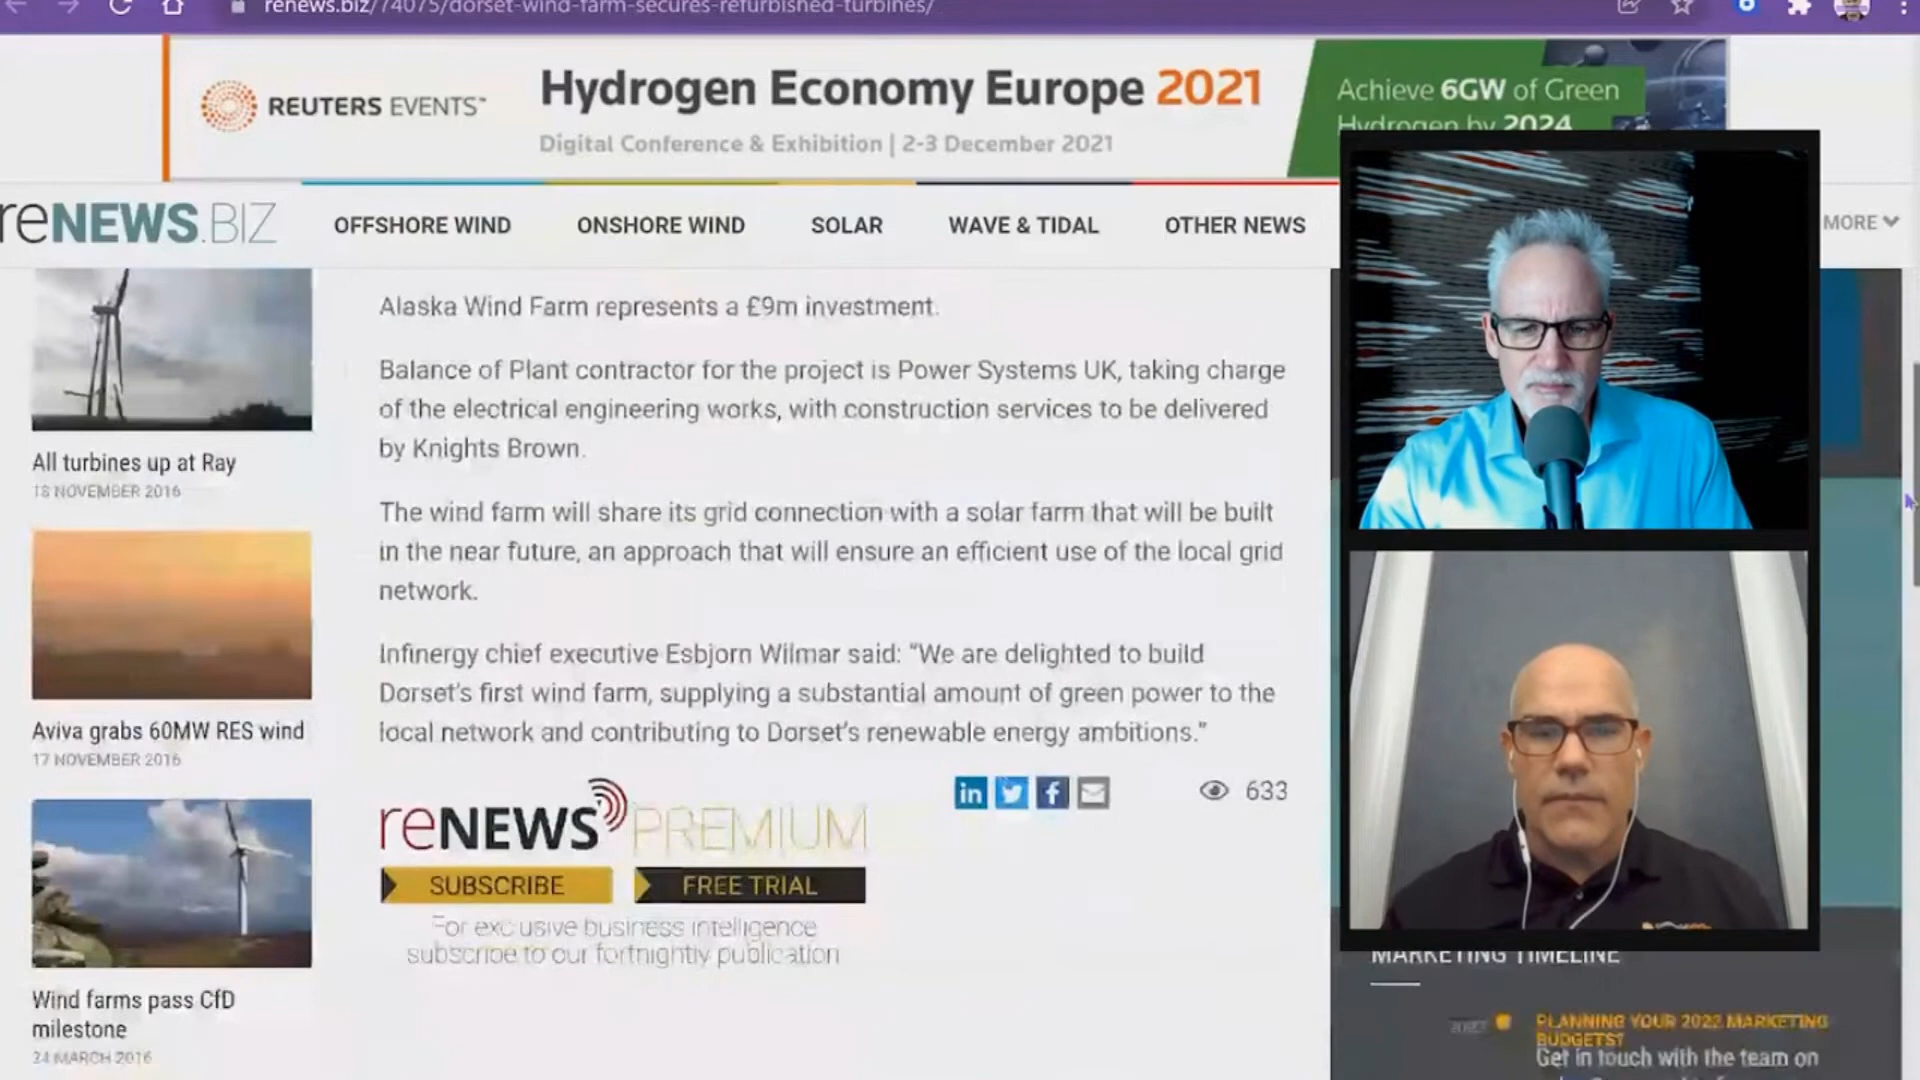 renews.biz/74075/dorset-wind-farm-secures-refurbished-turbines/
REUTERS EVENTS™
Hydrogen Economy Europe 2021
Digital Conference & Exhibition | 2-3 December 2021
Achieve 6GW of Green
Hydrogen by 2024
reNEWS.BIZ
OFFSHORE WIND
ONSHORE WIND
SOLAR
WAVE & TIDAL
OTHER NEWS
MORE
All turbines up at Ray
18 NOVEMBER 2016
Aviva grabs 60MW RES wind
17 NOVEMBER 2016
Wind farms pass CfD
milestone
24 MARCH 2016
Alaska Wind Farm represents a £9m investment.
Balance of Plant contractor for the project is Power Systems UK, taking charge
of the electrical engineering works, with construction services to be delivered
by Knights Brown.
The wind farm will share its grid connection with a solar farm that will be built
in the near future, an approach that will ensure an efficient use of the local grid
network.
Infinergy chief executive Esbjorn Wilmar said: “We are delighted to build
Dorset’s first wind farm, supplying a substantial amount of green power to the
local network and contributing to Dorset’s renewable energy ambitions.”
in
f
633
reNEWS PREMIUM
SUBSCRIBE
FREE TRIAL
For exclusive business intelligence
subscribe to our fortnightly publication
MARKETING TIMELINE
PLANNING YOUR 2022 MARKETING
BUDGETS?
Get in touch with the team on